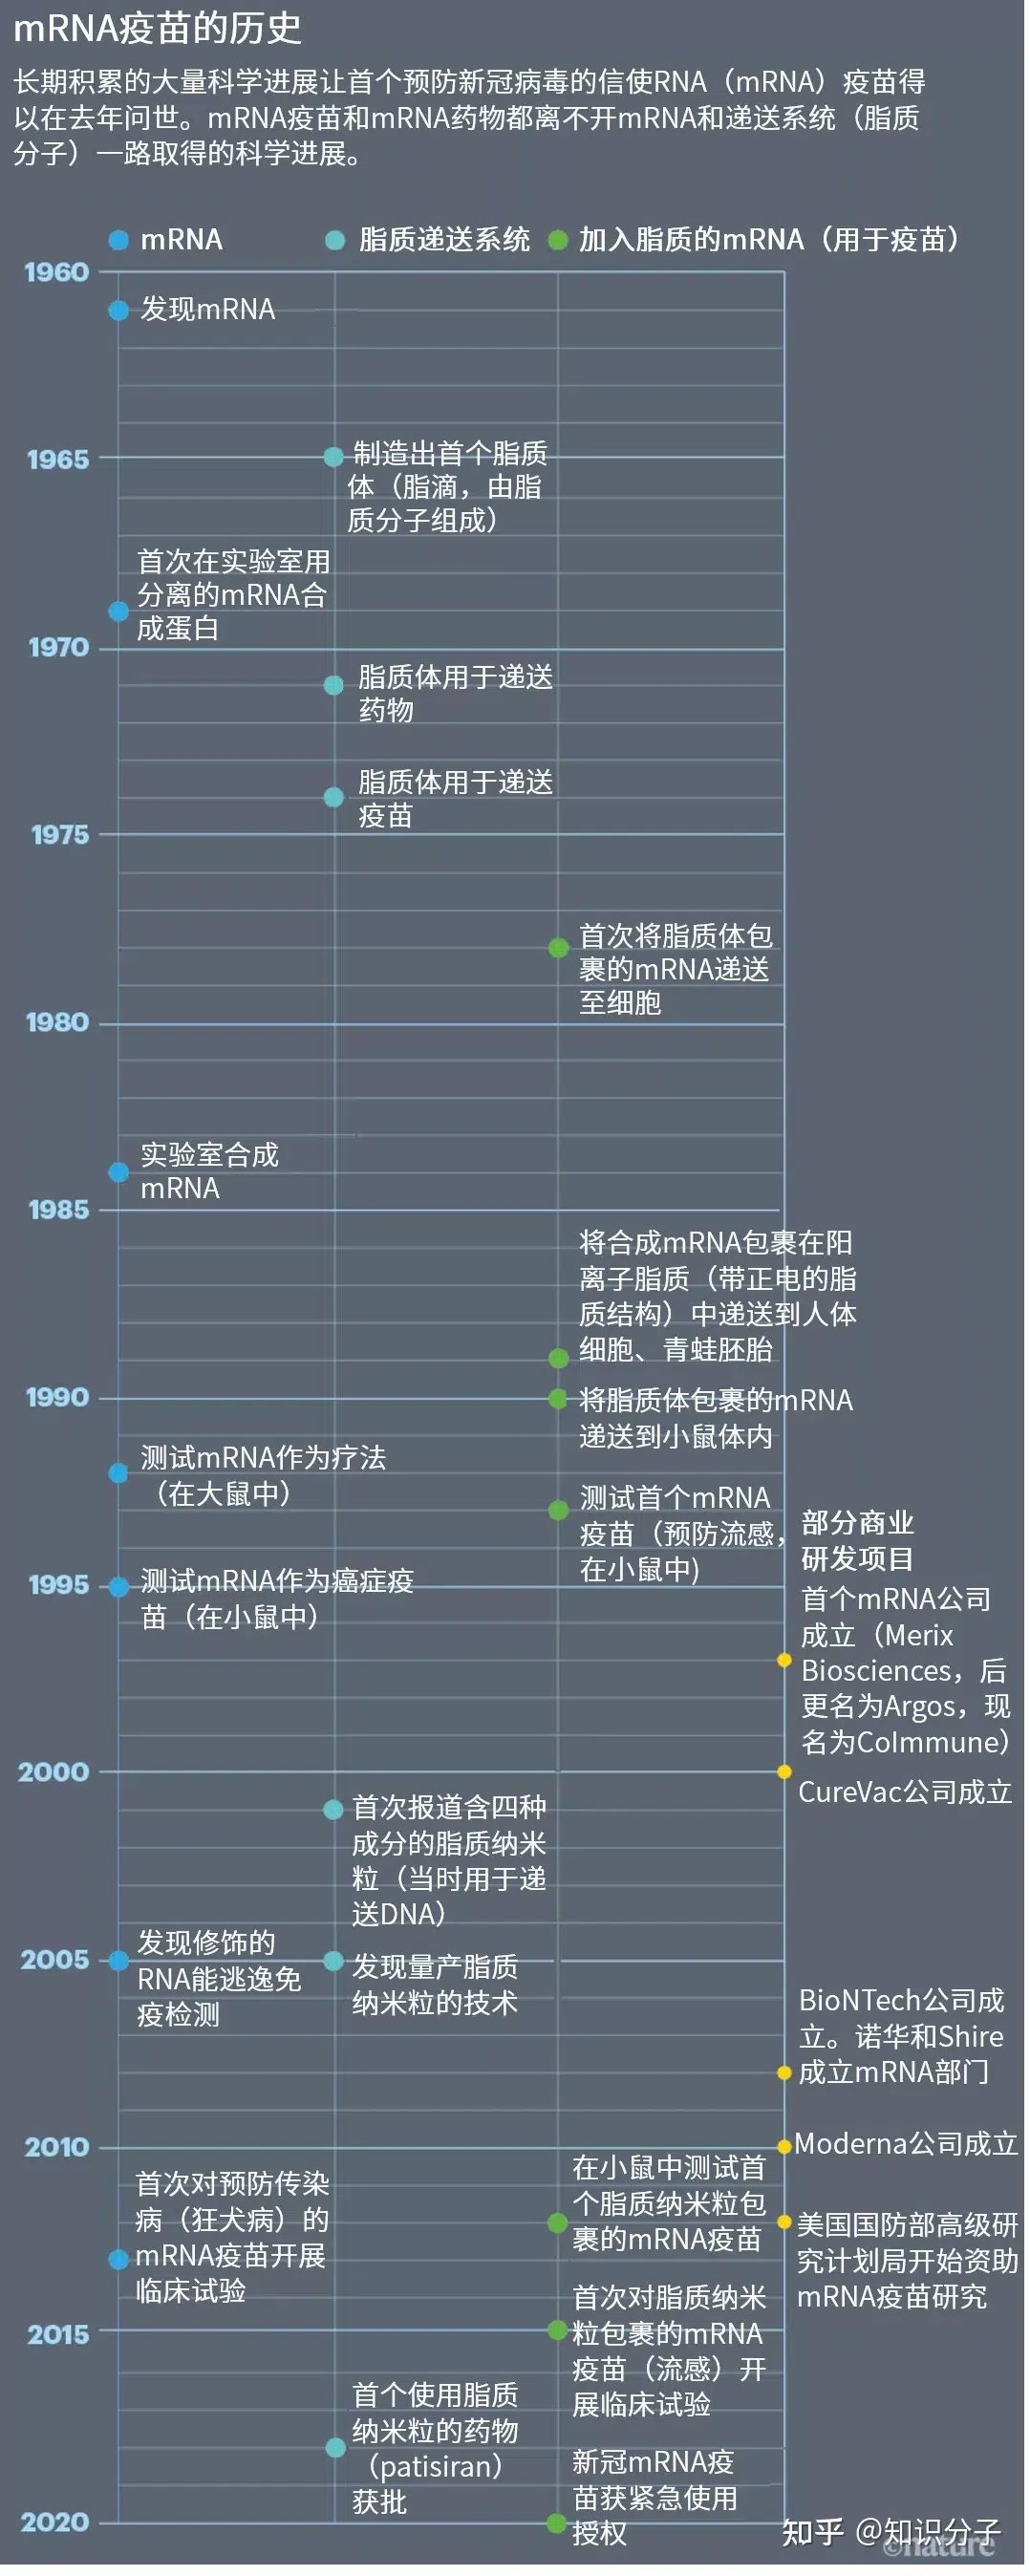 mRNA疫苗的历史
长期积累的大量科学进展让首个预防新冠病毒的信使RNA（mRNA）疫苗得
以在去年问世。mRNA疫苗和mRNA药物都离不开mRNA和递送系统（脂质
分子）一路取得的科学进展。
mRNA
脂质递送系统
加入脂质的mRNA（用于疫苗）
1960
发现mRNA
1965
制造出首个脂质
体（脂滴，由脂
质分子组成）
首次在实验室用
分离的mRNA合
成蛋白
1970
脂质体用于递送
药物
脂质体用于递送
疫苗
1975
首次将脂质体包
裹的mRNA递送
至细胞
1980
实验室合成
mRNA
1985
将合成mRNA包裹在阳
离子脂质（带正电的脂
质结构）中递送到人体
细胞、青蛙胚胎
1990
将脂质体包裹的mRNA
递送到小鼠体内
测试mRNA作为疗法
（在大鼠中）
测试首个mRNA
疫苗（预防流感，
在小鼠中)
部分商业
研发项目
1995
测试mRNA作为癌症疫
苗（在小鼠中）
首个mRNA公司
成立（Merix
Biosciences，后
更名为Argos，现
名为CoImmune）
2000
CureVac公司成立
首次报道含四种
成分的脂质纳米
粒（当时用于递
送DNA）
2005
发现修饰的
RNA能逃逸免
疫检测
发现量产脂质
纳米粒的技术
BioNTech公司成
立。诺华和Shire
成立mRNA部门
2010
Moderna公司成立
首次对预防传染
病（狂犬病）的
mRNA疫苗开展
临床试验
在小鼠中测试首
个脂质纳米粒包
裹的mRNA疫苗
美国国防部高级研
究计划局开始资助
mRNA疫苗研究
2015
首次对脂质纳米
粒包裹的mRNA
疫苗（流感）开
展临床试验
首个使用脂质
纳米粒的药物
（patisiran）
获批
新冠mRNA疫
苗获紧急使用
授权
2020
知乎 @知识分子
©nature